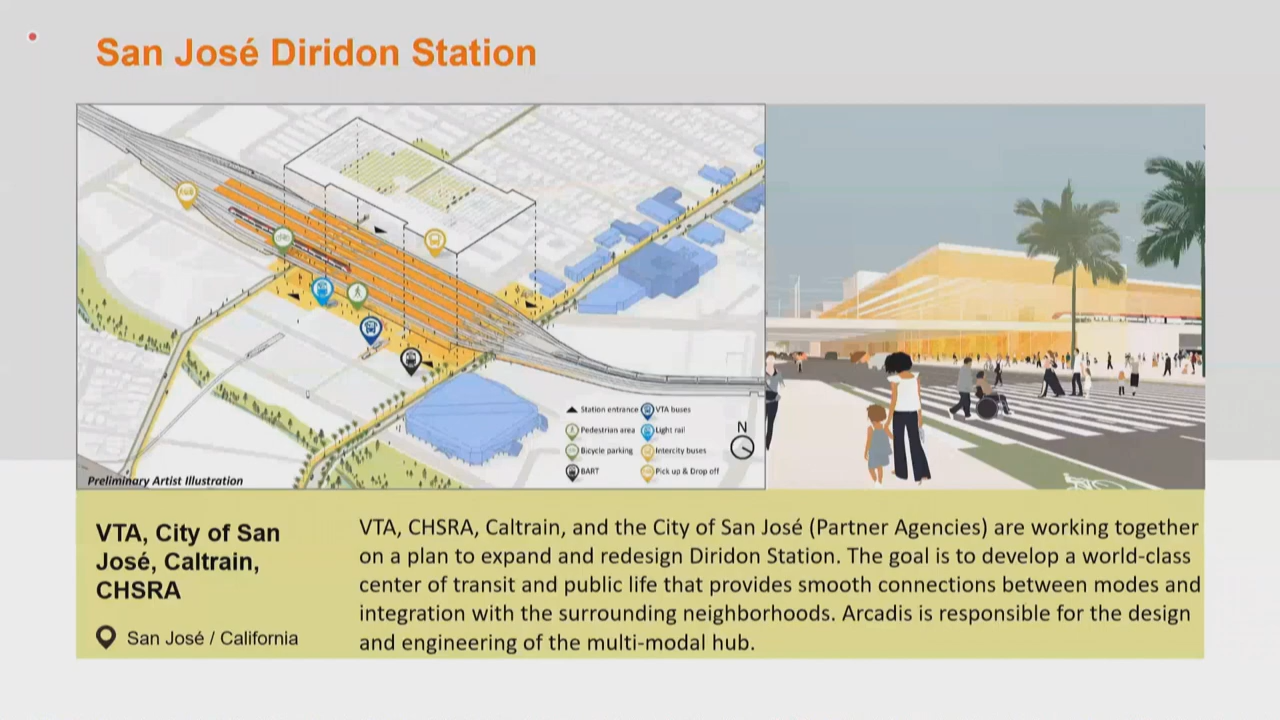 San José Diridon Station
N
Station entrance VTA buses
Pedestrian area Light rail
Bicycle parking Intercity buses
BART Pick up & Drop off
Preliminary Artist Illustration
VTA, City of San
José, Caltrain,
CHSRA
San José / California
VTA, CHSRA, Caltrain, and the City of San José (Partner Agencies) are working together
on a plan to expand and redesign Diridon Station. The goal is to develop a world-class
center of transit and public life that provides smooth connections between modes and
integration with the surrounding neighborhoods. Arcadis is responsible for the design
and engineering of the multi-modal hub.